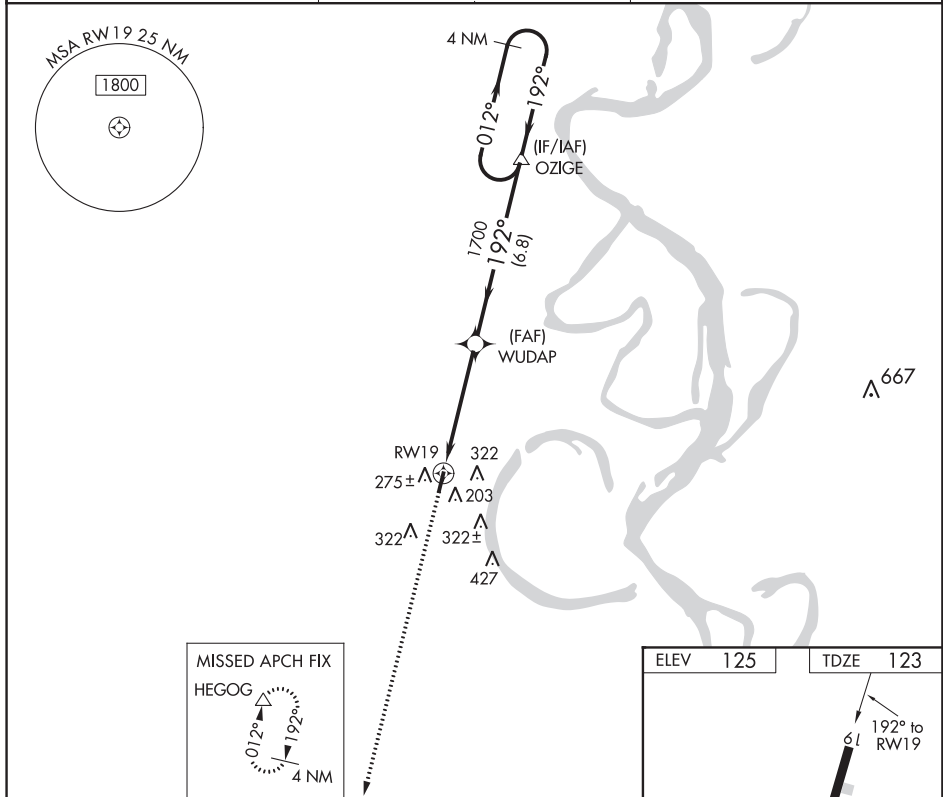 MSA RW19 25 NM
1800
4 NM
012°
192°
(IF/IAF)
OZIGE
1700
192°
(6.8)
(FAF)
WUDAP
667
RW19
322
275±
203
322
322±
427
MISSED APCH FIX
HEGOG
012°
192°
4 NM
ELEV 125
TDZE 123
192° to
RW19
19